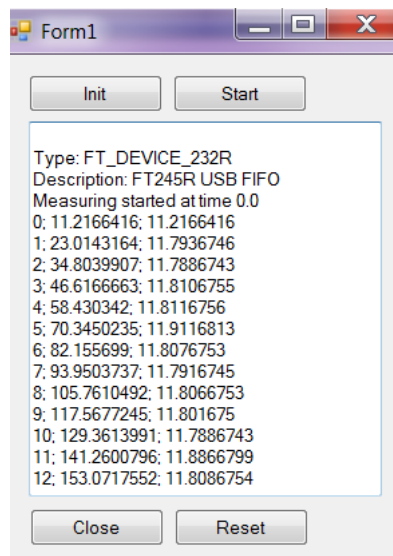 Form1
Init Start
Type: FT_DEVICE_232R
Description: FT245R USB FIFO
Measuring started at time 0.0
0; 11.2166416; 11.2166416
1; 23.0143164; 11.7936746
2; 34.8039907; 11.7886743
3; 46.6166663; 11.8106755
4; 58.430342; 11.8116756
5; 70.3450235; 11.9116813
6; 82.155699; 11.8076753
7; 93.9503737; 11.7916745
8; 105.7610492; 11.8066753
9; 117.5677245; 11.801675
10; 129.3613991; 11.7886743
11; 141.2600796; 11.8866799
12; 153.0717552; 11.8086754
Close Reset